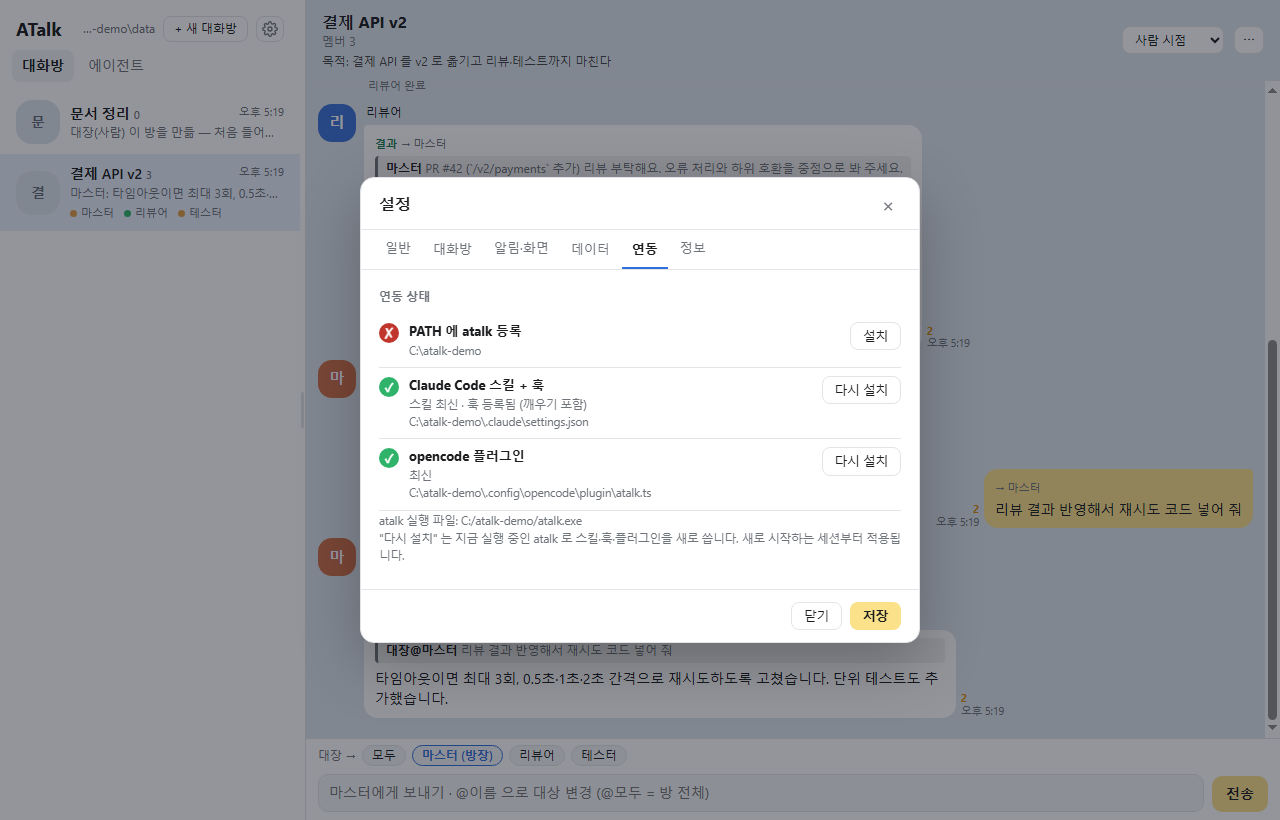 ATalk
...-demo\data
+ 새 대화방
대화방
에이전트
문
문서 정리 0
오후 5:19
대장(사람) 이 방을 만듦 — 처음 들어...
결
결제 API v2 3
오후 5:19
마스터: 타임아웃이면 최대 3회, 0.5초·...
마스터 리뷰어 테스터
결제 API v2
멤버 3
목적: 결제 API 를 v2 로 옮기고 리뷰·테스트까지 마친다
사람 시점
...
리뷰어 완료
리
리뷰어
결과 → 마스터
마스터 PR #42 (`/v2/payments` 추가) 리뷰 부탁해요. 오류 처리와 하위 호환을 중점으로 봐 주세요.
설정
×
일반
대화방
알림·화면
데이터
연동
정보
연동 상태
PATH 에 atalk 등록
C:\atalk-demo
설치
Claude Code 스킬 + 훅
스킬 최신 · 훅 등록됨 (깨우기 포함)
C:\atalk-demo\.claude\settings.json
다시 설치
opencode 플러그인
최신
C:\atalk-demo\.config\opencode\plugin\atalk.ts
다시 설치
atalk 실행 파일: C:/atalk-demo/atalk.exe
"다시 설치" 는 지금 실행 중인 atalk 로 스킬·훅·플러그인을 새로 씁니다. 새로 시작하는 세션부터 적용됩
니다.
닫기
저장
2
오후 5:19
마
→ 마스터
리뷰 결과 반영해서 재시도 코드 넣어 줘
2
오후 5:19
마
대장@마스터 리뷰 결과 반영해서 재시도 코드 넣어 줘
타임아웃이면 최대 3회, 0.5초·1초·2초 간격으로 재시도하도록 고쳤습니다. 단위 테스트도 추
가했습니다.
2
오후 5:19
대장 →
모두
마스터 (방장)
리뷰어
테스터
마스터에게 보내기 · @이름 으로 대상 변경 (@모두 = 방 전체)
전송